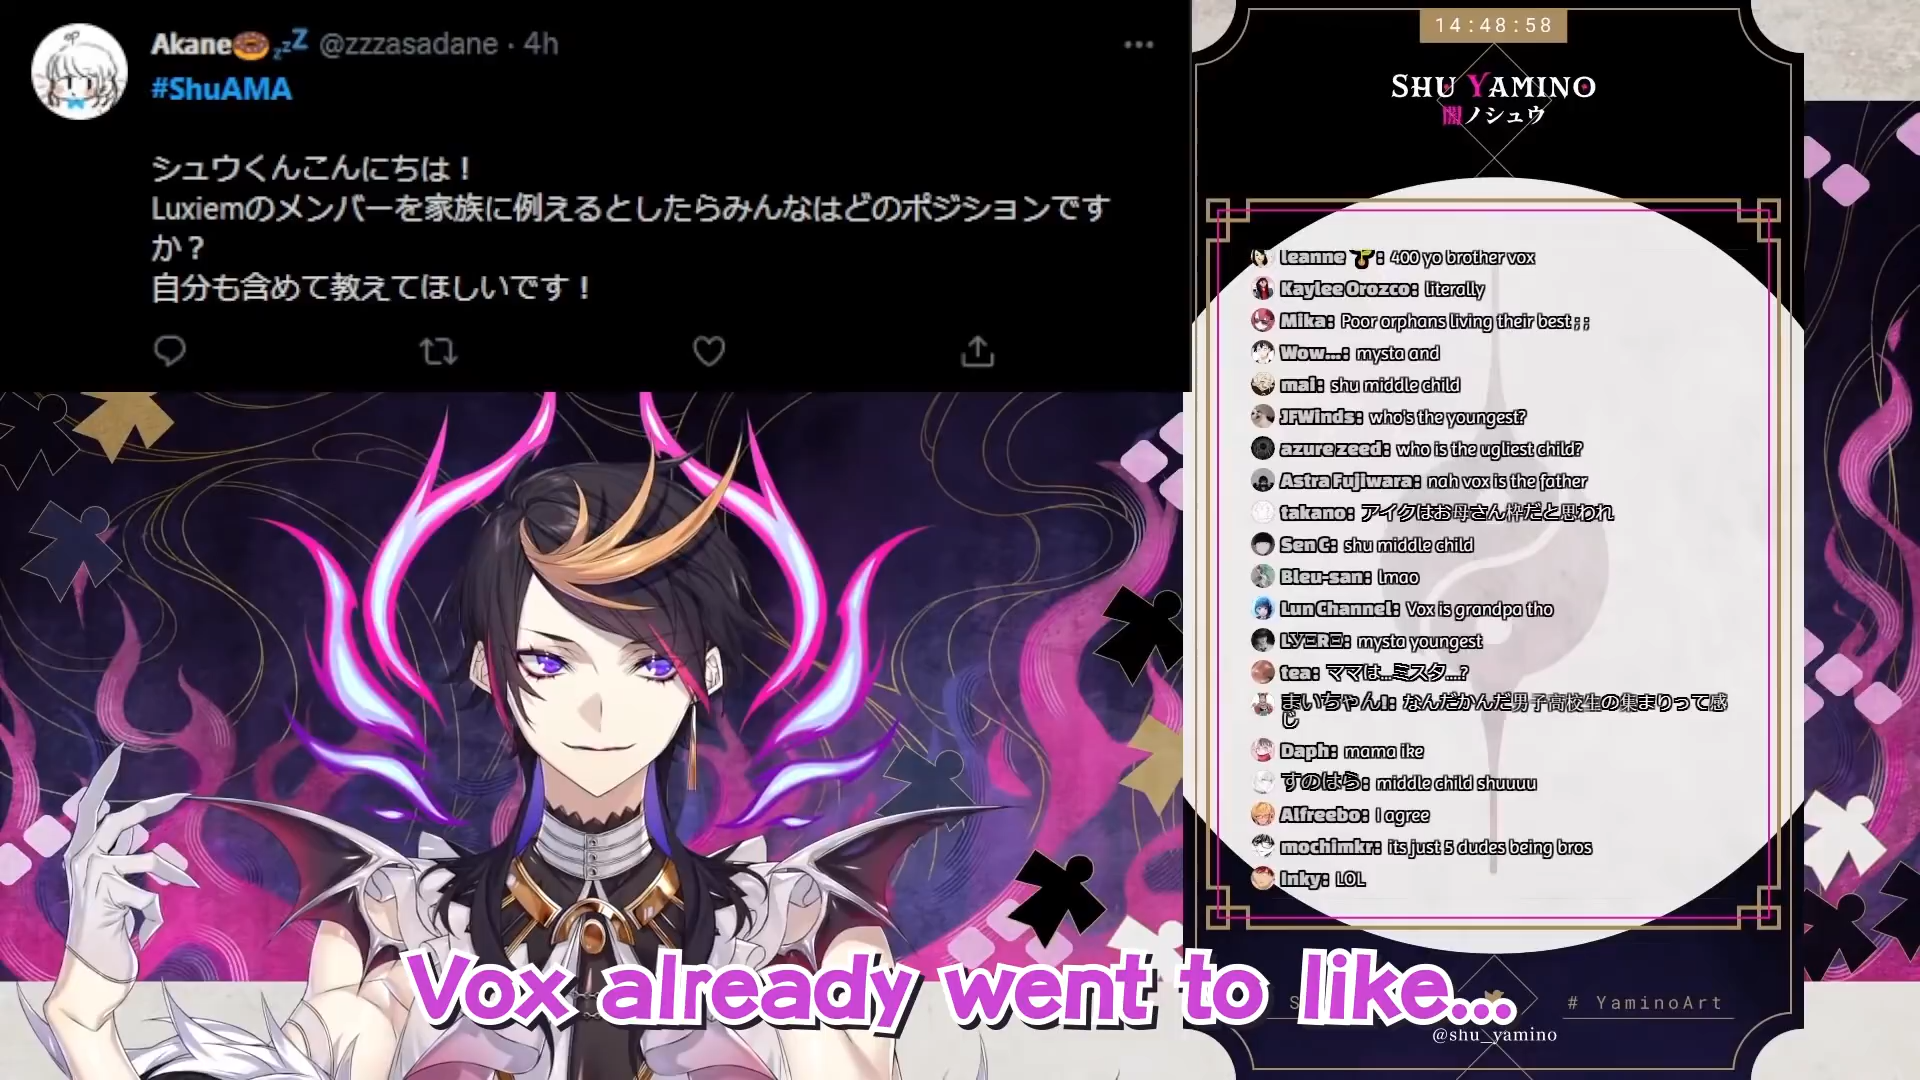 Akane @zzzasadane · 4h
#ShuAMA
シュウくんこんにちは！
Luxiemのメンバーを家族に例えるとしたらみんなはどのポジションです
か？
自分も含めて教えてほしいです！
14:48:58
SHU YAMINO
闇ノシュウ
leanne : 400 yo brother vox
Kaylee Orozco: literally
Mika: Poor orphans living their best ; ;
Wow...: mysta and
mai: shu middle child
JFWinds: who's the youngest?
azure zeed: who is the ugliest child?
Astra Fujiwara: nah vox is the father
takano: アイクはお母さん枠だと思われ
Sen C: shu middle child
Bleu-san: lmao
Lun Channel: Vox is grandpa tho
LУΞRΞ: mysta youngest
tea: ママは...ミスタ....?
まいちゃん!: なんだかんだ男子高校生の集まりって感
じ
Daph: mama ike
すのはら: middle child shuuuu
Alfreebo: I agree
mochimkr: its just 5 dudes being bros
Inky: LOL
Vox already went to like...
# YaminoArt
@shu_yamino